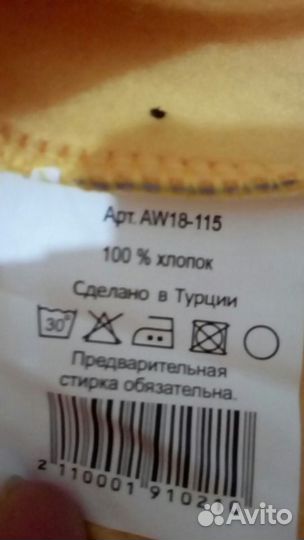 Арт. AW18-115
100 % хлопок
Сделано в Турции
30°
Предварительная
стирка обязательна.
Avito